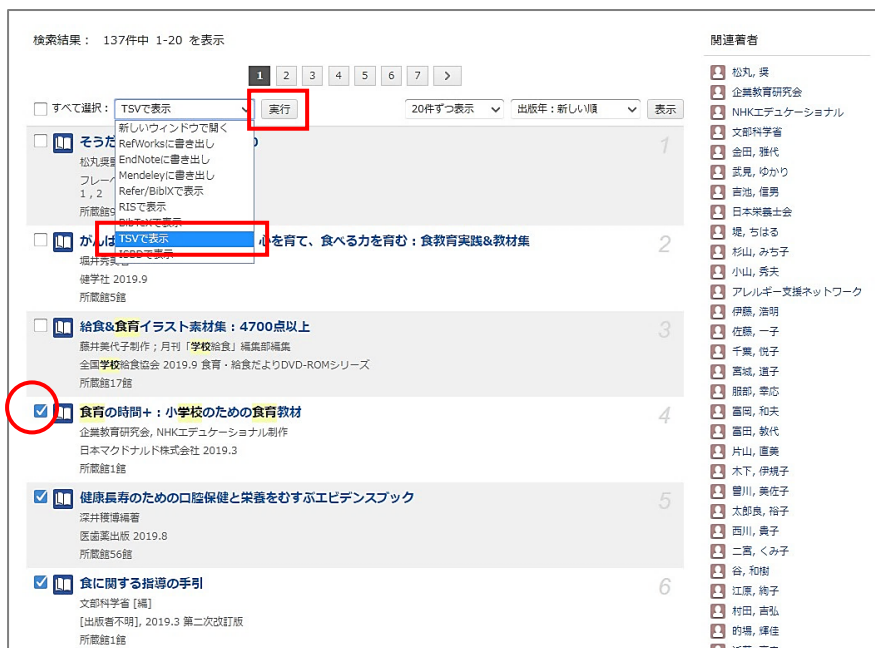 検索結果： 137件中 1-20 を表示
1 2 3 4 5 6 7 >
すべて選択： TSVで表示 実行 20件ずつ表示 出版年：新しい順 表示
新しいウィンドウで開く
RefWorksに書き出し
EndNoteに書き出し
Mendeleyに書き出し
Refer/BiblXで表示
RISで表示
BibTeXで表示
TSVで表示
ISBDで表示
そうだ
1
松丸奨
フレーベ
1 , 2
所蔵館
がんば
心を育て、食べる力を育む : 食教育実践&教材集
2
堀井秀美
健学社 2019.9
所蔵館5館
給食&食育イラスト素材集 : 4700点以上
3
藤井美代子制作 ; 月刊「学校給食」編集部編集
全国学校給食協会 2019.9 食育・給食だよりDVD-ROMシリーズ
所蔵館17館
食育の時間+ : 小学校のための食育教材
4
企業教育研究会, NHKエデュケーショナル制作
日本マクドナルド株式会社 2019.3
所蔵館1館
健康長寿のための口腔保健と栄養をむすぶエビデンスブック
5
深井穫博編著
医歯薬出版 2019.8
所蔵館56館
食に関する指導の手引
6
文部科学省 [編]
[出版者不明], 2019.3 第二次改訂版
所蔵館1館
関連著者
松丸, 奨
企業教育研究会
NHKエデュケーショナル
文部科学省
金田, 雅代
武見, ゆかり
吉池, 信男
日本栄養士会
堤, ちはる
杉山, みち子
小山, 秀夫
アレルギー支援ネットワーク
伊藤, 浩明
佐藤, 一子
千葉, 悦子
宮城, 道子
服部, 幸応
冨岡, 和夫
冨田, 教代
片山, 直美
木下, 伊規子
曽川, 美佐子
太郎良, 裕子
西川, 貴子
二宮, くみ子
谷, 和樹
江原, 絢子
村田, 吉弘
的場, 輝佳